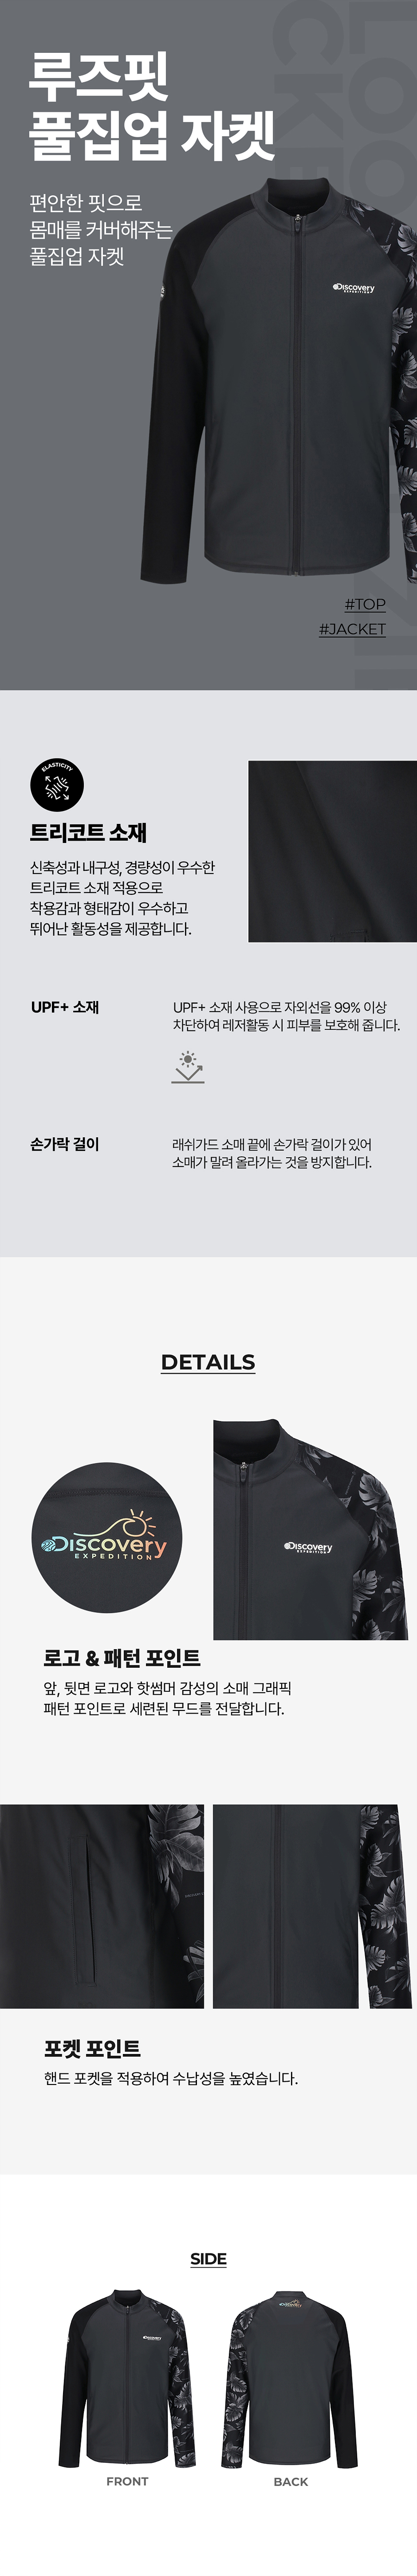 루즈핏
풀집업 자켓
편안한 핏으로
몸매를 커버해주는
풀집업 자켓
Discovery
EXPEDITION
#TOP
#JACKET
ELASTICITY
트리코트 소재
신축성과 내구성, 경량성이 우수한
트리코트 소재 적용으로
착용감과 형태감이 우수하고
뛰어난 활동성을 제공합니다.
UPF+ 소재
UPF+ 소재 사용으로 자외선을 99% 이상
차단하여 레저활동 시 피부를 보호해 줍니다.
손가락 걸이
래쉬가드 소매 끝에 손가락 걸이가 있어
소매가 말려 올라가는 것을 방지합니다.
DETAILS
Discovery
EXPEDITION
Discovery
EXPEDITION
로고 & 패턴 포인트
앞, 뒷면 로고와 핫썸머 감성의 소매 그래픽
패턴 포인트로 세련된 무드를 전달합니다.
포켓 포인트
핸드 포켓을 적용하여 수납성을 높였습니다.
SIDE
Discovery
Discovery
FRONT
BACK